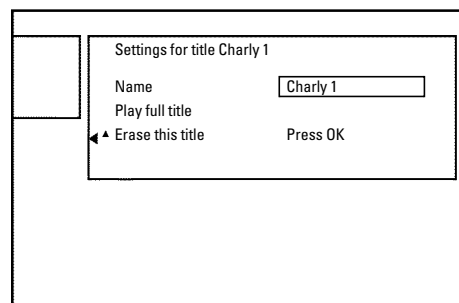 Settings for title Charly 1
Name Charly 1
Play full title
Erase this title Press OK